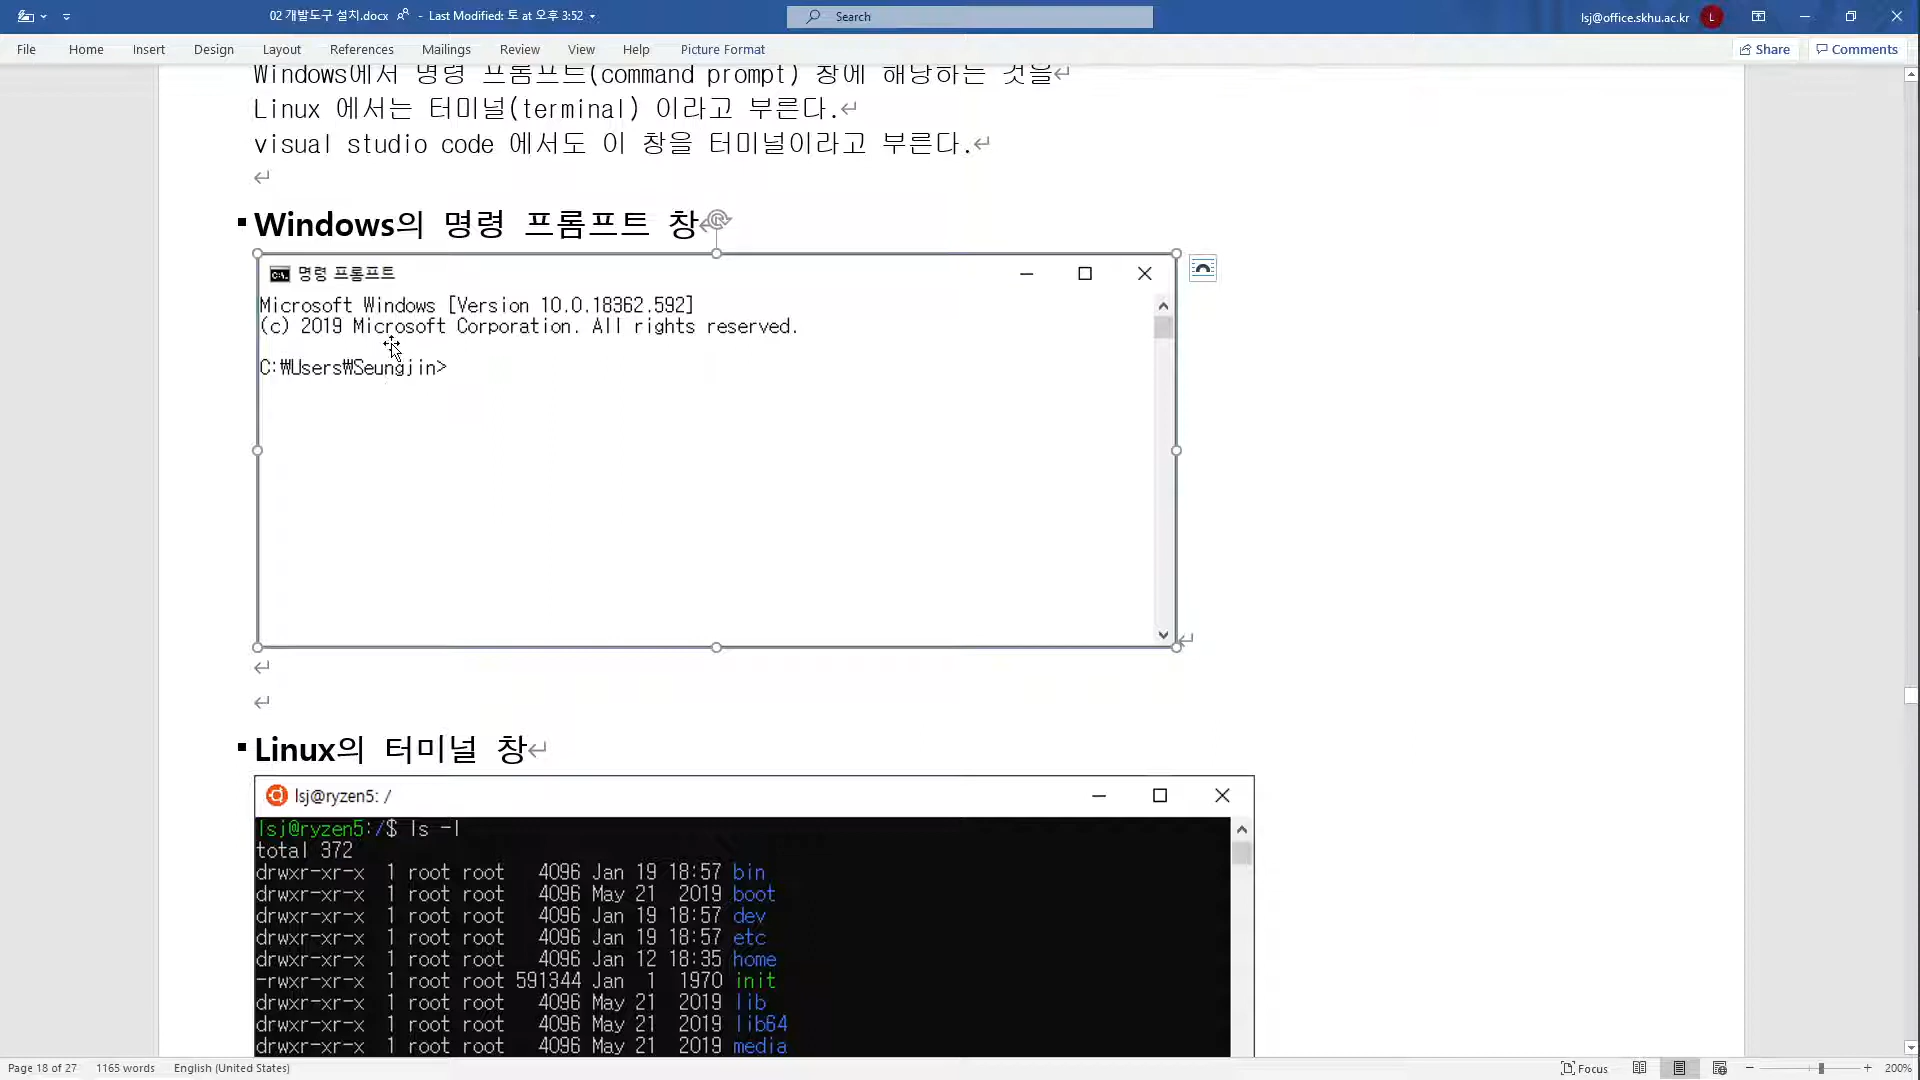 02 개발도구 설치.docx - Last Modified: 토 at 오후 3:52
Search
lsj@office.skhu.ac.kr L
File Home Insert Design Layout References Mailings Review View Help Picture Format Share Comments
Windows에서 명령 프롬프트(command prompt) 창에 해당하는 것을
Linux 에서는 터미널(terminal) 이라고 부른다.
visual studio code 에서도 이 창을 터미널이라고 부른다.
Windows의 명령 프롬프트 창
명령 프롬프트
Microsoft Windows [Version 10.0.18362.592]
(c) 2019 Microsoft Corporation. All rights reserved.
C:₩Users₩Seungjin>
Linux의 터미널 창
lsj@ryzen5: /
lsj@ryzen5:/$ ls -l
total 372
drwxr-xr-x 1 root root 4096 Jan 19 18:57 bin
drwxr-xr-x 1 root root 4096 May 21 2019 boot
drwxr-xr-x 1 root root 4096 Jan 19 18:57 dev
drwxr-xr-x 1 root root 4096 Jan 19 18:57 etc
drwxr-xr-x 1 root root 4096 Jan 12 18:35 home
-rwxr-xr-x 1 root root 591344 Jan 1 1970 init
drwxr-xr-x 1 root root 4096 May 21 2019 lib
drwxr-xr-x 1 root root 4096 May 21 2019 lib64
drwxr-xr-x 1 root root 4096 May 21 2019 media
Page 18 of 27 1165 words English (United States) Focus 200%